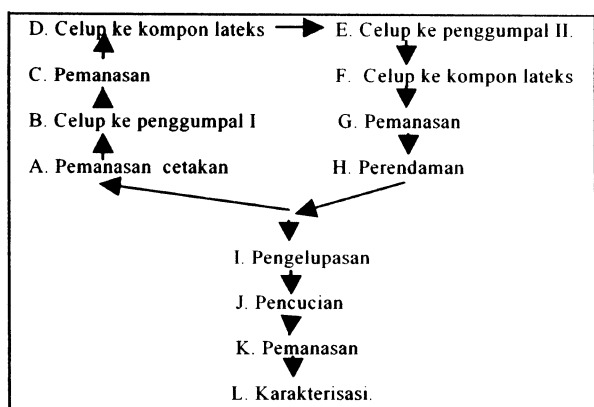 D. Celup ke kompon lateks
E. Celup ke penggumpal II.
C. Pemanasan
F. Celup ke kompon lateks
B. Celup ke penggumpal I
G. Pemanasan
A. Pemanasan cetakan
H. Perendaman
I. Pengelupasan
J. Pencucian
K. Pemanasan
L. Karakterisasi.